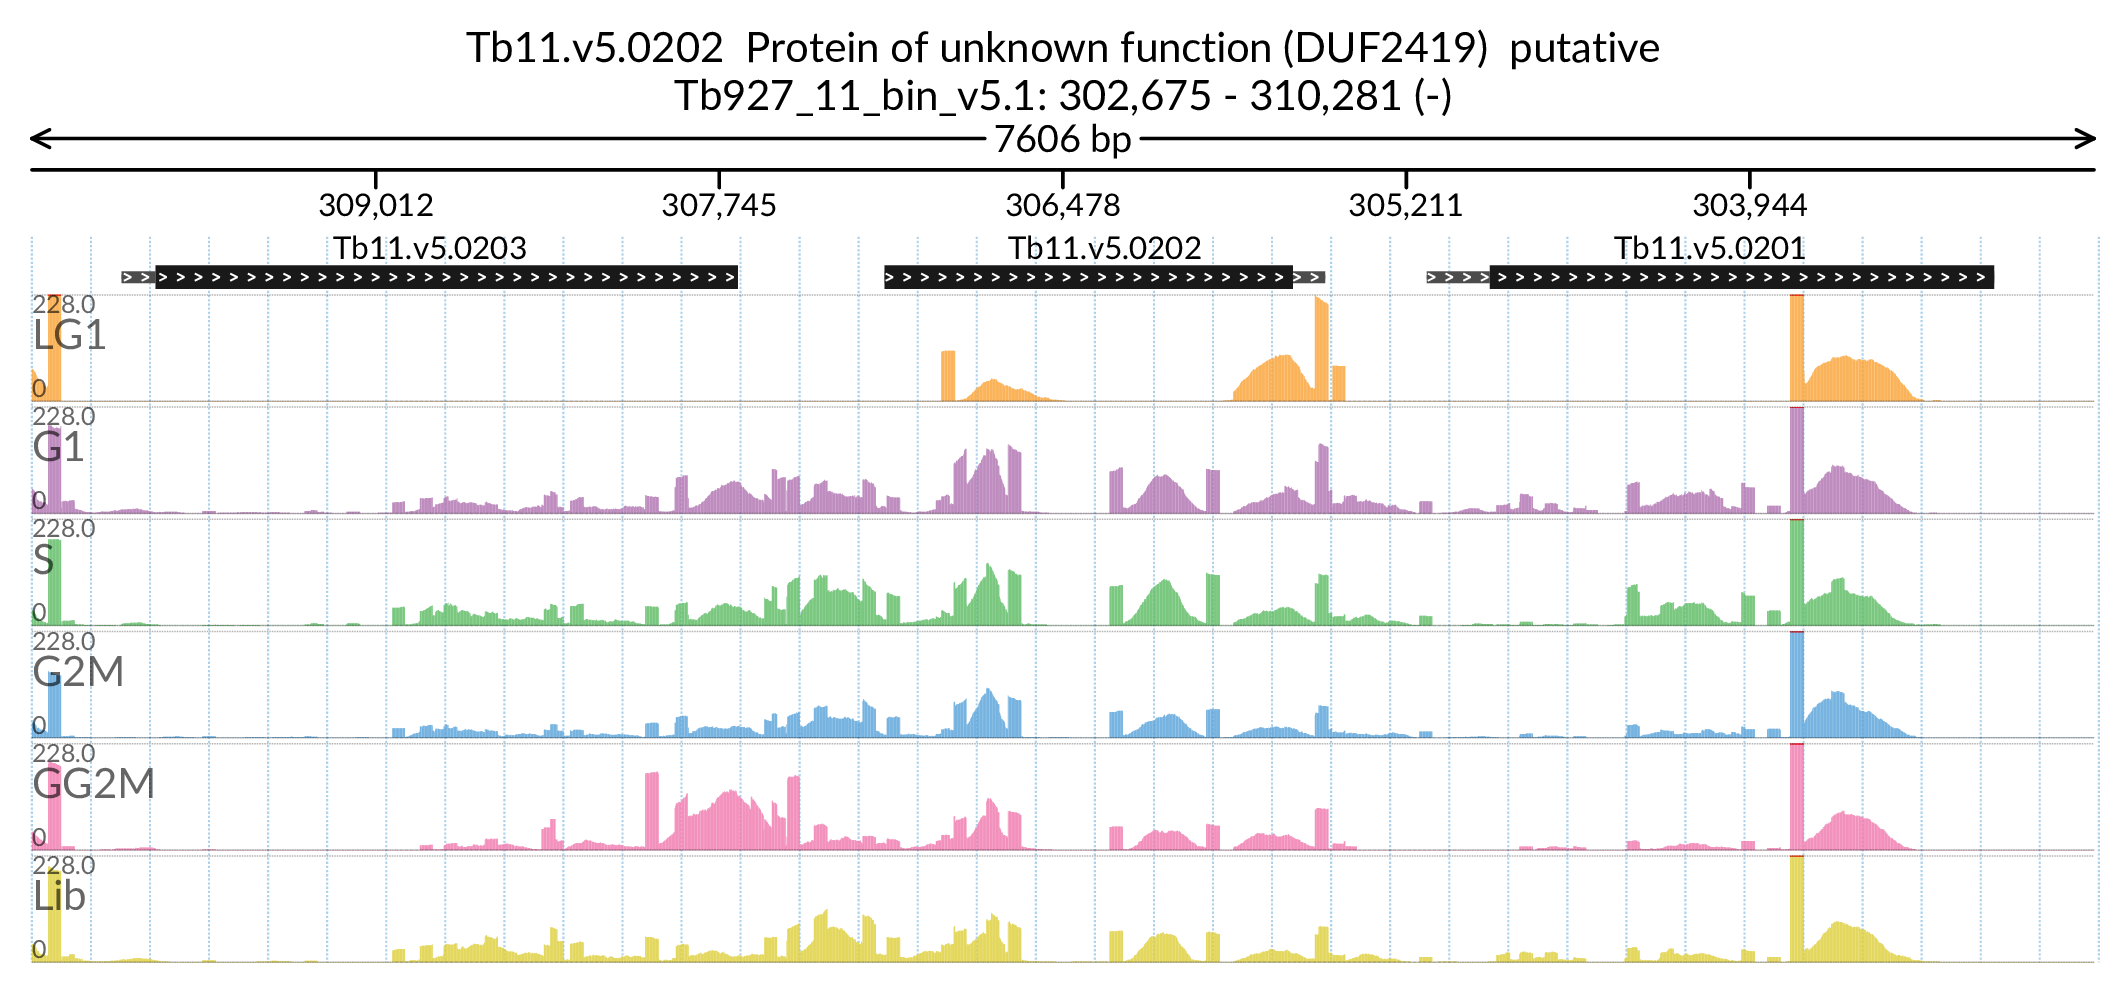 Tb11.v5.0202  Protein of unknown function (DUF2419)  putative
Tb927_11_bin_v5.1: 302,675 - 310,281 (-)
7606 bp
309,012 307,745 306,478 305,211 303,944
Tb11.v5.0203 Tb11.v5.0202 Tb11.v5.0201
228.0
LG1
0
228.0
G1
0
228.0
S
0
228.0
G2M
0
228.0
GG2M
0
228.0
Lib
0